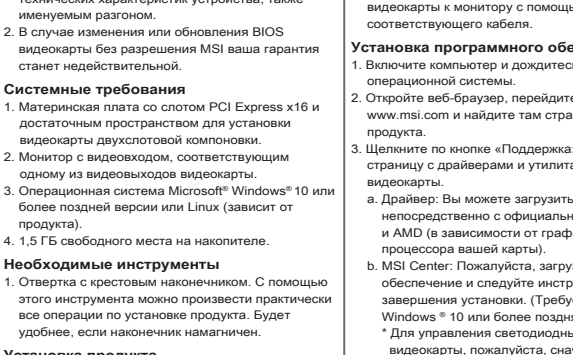 технических характеристик устройства, также
именуемым разгоном.
2. В случае изменения или обновления BIOS
видеокарты без разрешения MSI ваша гарантия
станет недействительной.
Системные требования
1. Материнская плата со слотом PCI Express x16 и
достаточным пространством для установки
видеокарты двухслотовой компоновки.
2. Монитор с видеовходом, соответствующим
одному из видеовыходов видеокарты.
3. Операционная система Microsoft® Windows® 10 или
более поздней версии или Linux (зависит от
продукта).
4. 1,5 ГБ свободного места на накопителе.
Необходимые инструменты
1. Отвертка с крестовым наконечником. С помощью
этого инструмента можно произвести практически
все операции по установке продукта. Будет
удобнее, если наконечник намагничен.
Установка продукта
видеокарты к монитору с помощь
соответствующего кабеля.
Установка программного обе
1. Включите компьютер и дождитес
операционной системы.
2. Откройте веб-браузер, перейдите
www.msi.com и найдите там стра
продукта.
3. Щелкните по кнопке «Поддержка»
страницу с драйверами и утилита
видеокарты.
a. Драйвер: Вы можете загрузить
непосредственно с официальн
и AMD (в зависимости от граф
процессора вашей карты).
b. MSI Center: Пожалуйста, загру
обеспечение и следуйте инстр
завершения установки. (Требу
Windows ® 10 или более поздня
* Для управления светодиодны
видеокарты, пожалуйста, снач